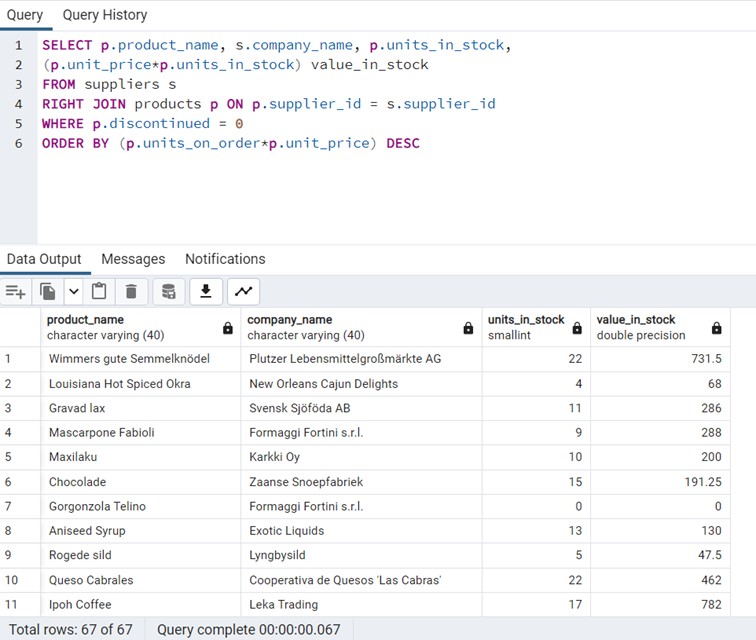 Query Query History
1 SELECT p.product_name, s.company_name, p.units_in_stock,
2 (p.unit_price*p.units_in_stock) value_in_stock
3 FROM suppliers s
4 RIGHT JOIN products p ON p.supplier_id = s.supplier_id
5 WHERE p.discontinued = 0
6 ORDER BY (p.units_on_order*p.unit_price) DESC
Data Output Messages Notifications
product_name company_name units_in_stock value_in_stock
character varying (40) character varying (40) smallint double precision
1 Wimmers gute Semmelknödel Plutzer Lebensmittelgroßmärkte AG 22 731.5
2 Louisiana Hot Spiced Okra New Orleans Cajun Delights 4 68
3 Gravad lax Svensk Sjöföda AB 11 286
4 Mascarpone Fabioli Formaggi Fortini s.r.l. 9 288
5 Maxilaku Karkki Oy 10 200
6 Chocolade Zaanse Snoepfabriek 15 191.25
7 Gorgonzola Telino Formaggi Fortini s.r.l. 0 0
8 Aniseed Syrup Exotic Liquids 13 130
9 Rogede sild Lyngbysild 5 47.5
10 Queso Cabrales Cooperativa de Quesos 'Las Cabras' 22 462
11 Ipoh Coffee Leka Trading 17 782
Total rows: 67 of 67 Query complete 00:00:00.067